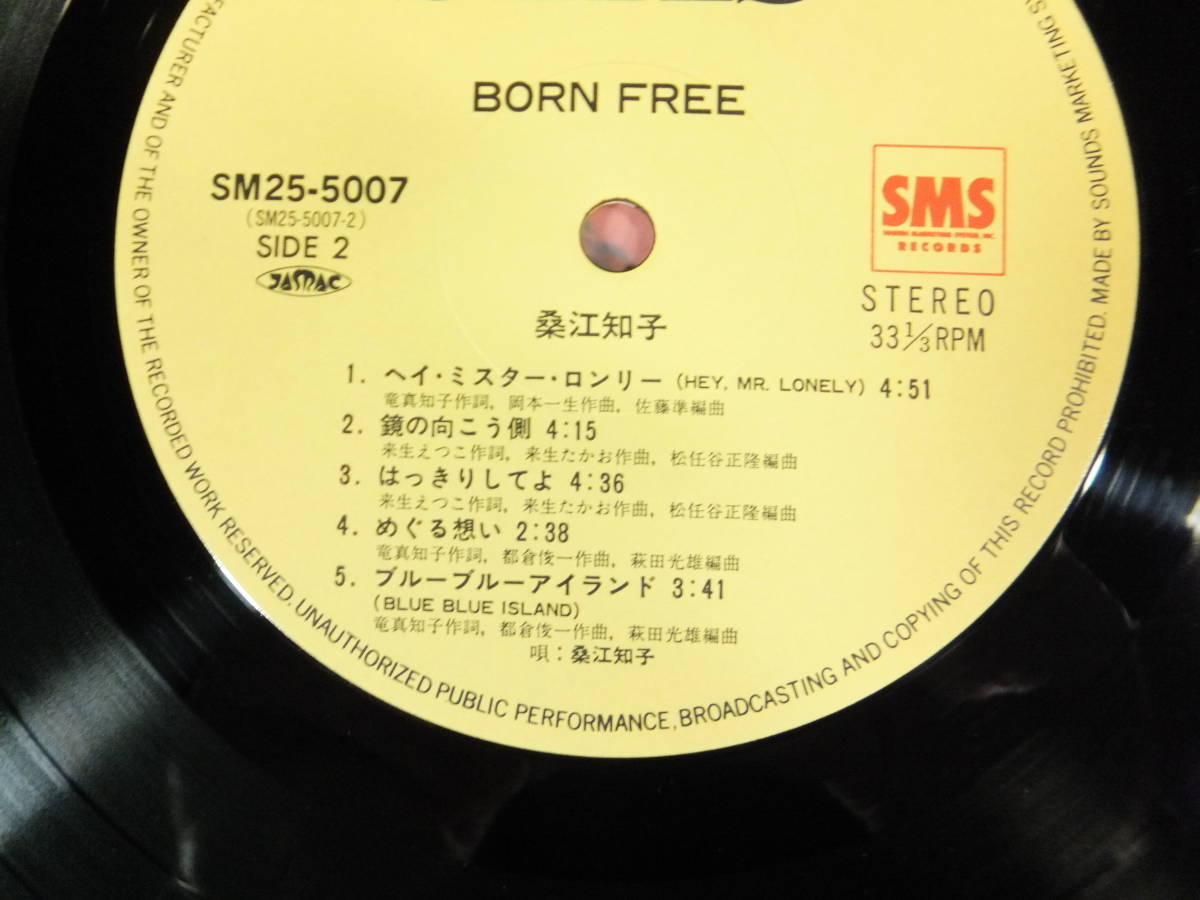 BORN FREE
SM25-5007
(SM25-5007-2)
SIDE 2
JASRAC
SMS
SOUNDS MARKETING SYSTEM, INC.
RECORDS
STEREO
33 1/3 RPM
桑江知子
1. ヘイ・ミスター・ロンリー (HEY, MR. LONELY) 4:51
竜真知子作詞, 岡本一生作曲, 佐藤準編曲
2. 鏡の向こう側 4:15
来生えつこ作詞, 来生たかお作曲, 松任谷正隆編曲
3. はっきりしてよ 4:36
来生えつこ作詞, 来生たかお作曲, 松任谷正隆編曲
4. めぐる想い 2:38
竜真知子作詞, 都倉俊一作曲, 萩田光雄編曲
5. ブルーブルーアイランド 3:41
(BLUE BLUE ISLAND)
竜真知子作詞, 都倉俊一作曲, 萩田光雄編曲
唄:桑江知子
FACTURER AND OF THE OWNER OF THE RECORDED WORK RESERVED. UNAUTHORIZED PUBLIC PERFORMANCE, BROADCASTING AND COPYING OF THIS RECORD PROHIBITED. MADE BY SOUNDS MARKETING S